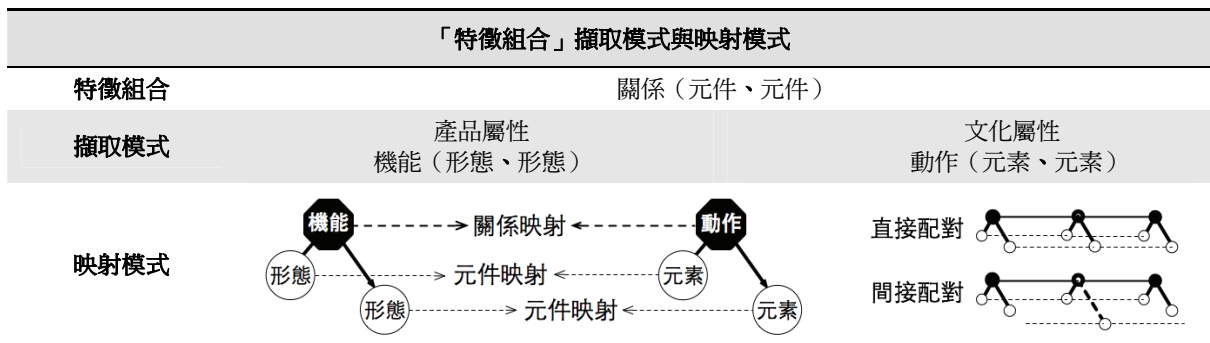 「特徵組合」擷取模式與映射模式
特徵組合
關係（元件、元件）
擷取模式
產品屬性
機能（形態、形態）
文化屬性
動作（元素、元素）
映射模式
機能
關係映射
動作
形態
元件映射
元素
形態
元件映射
元素
直接配對
間接配對